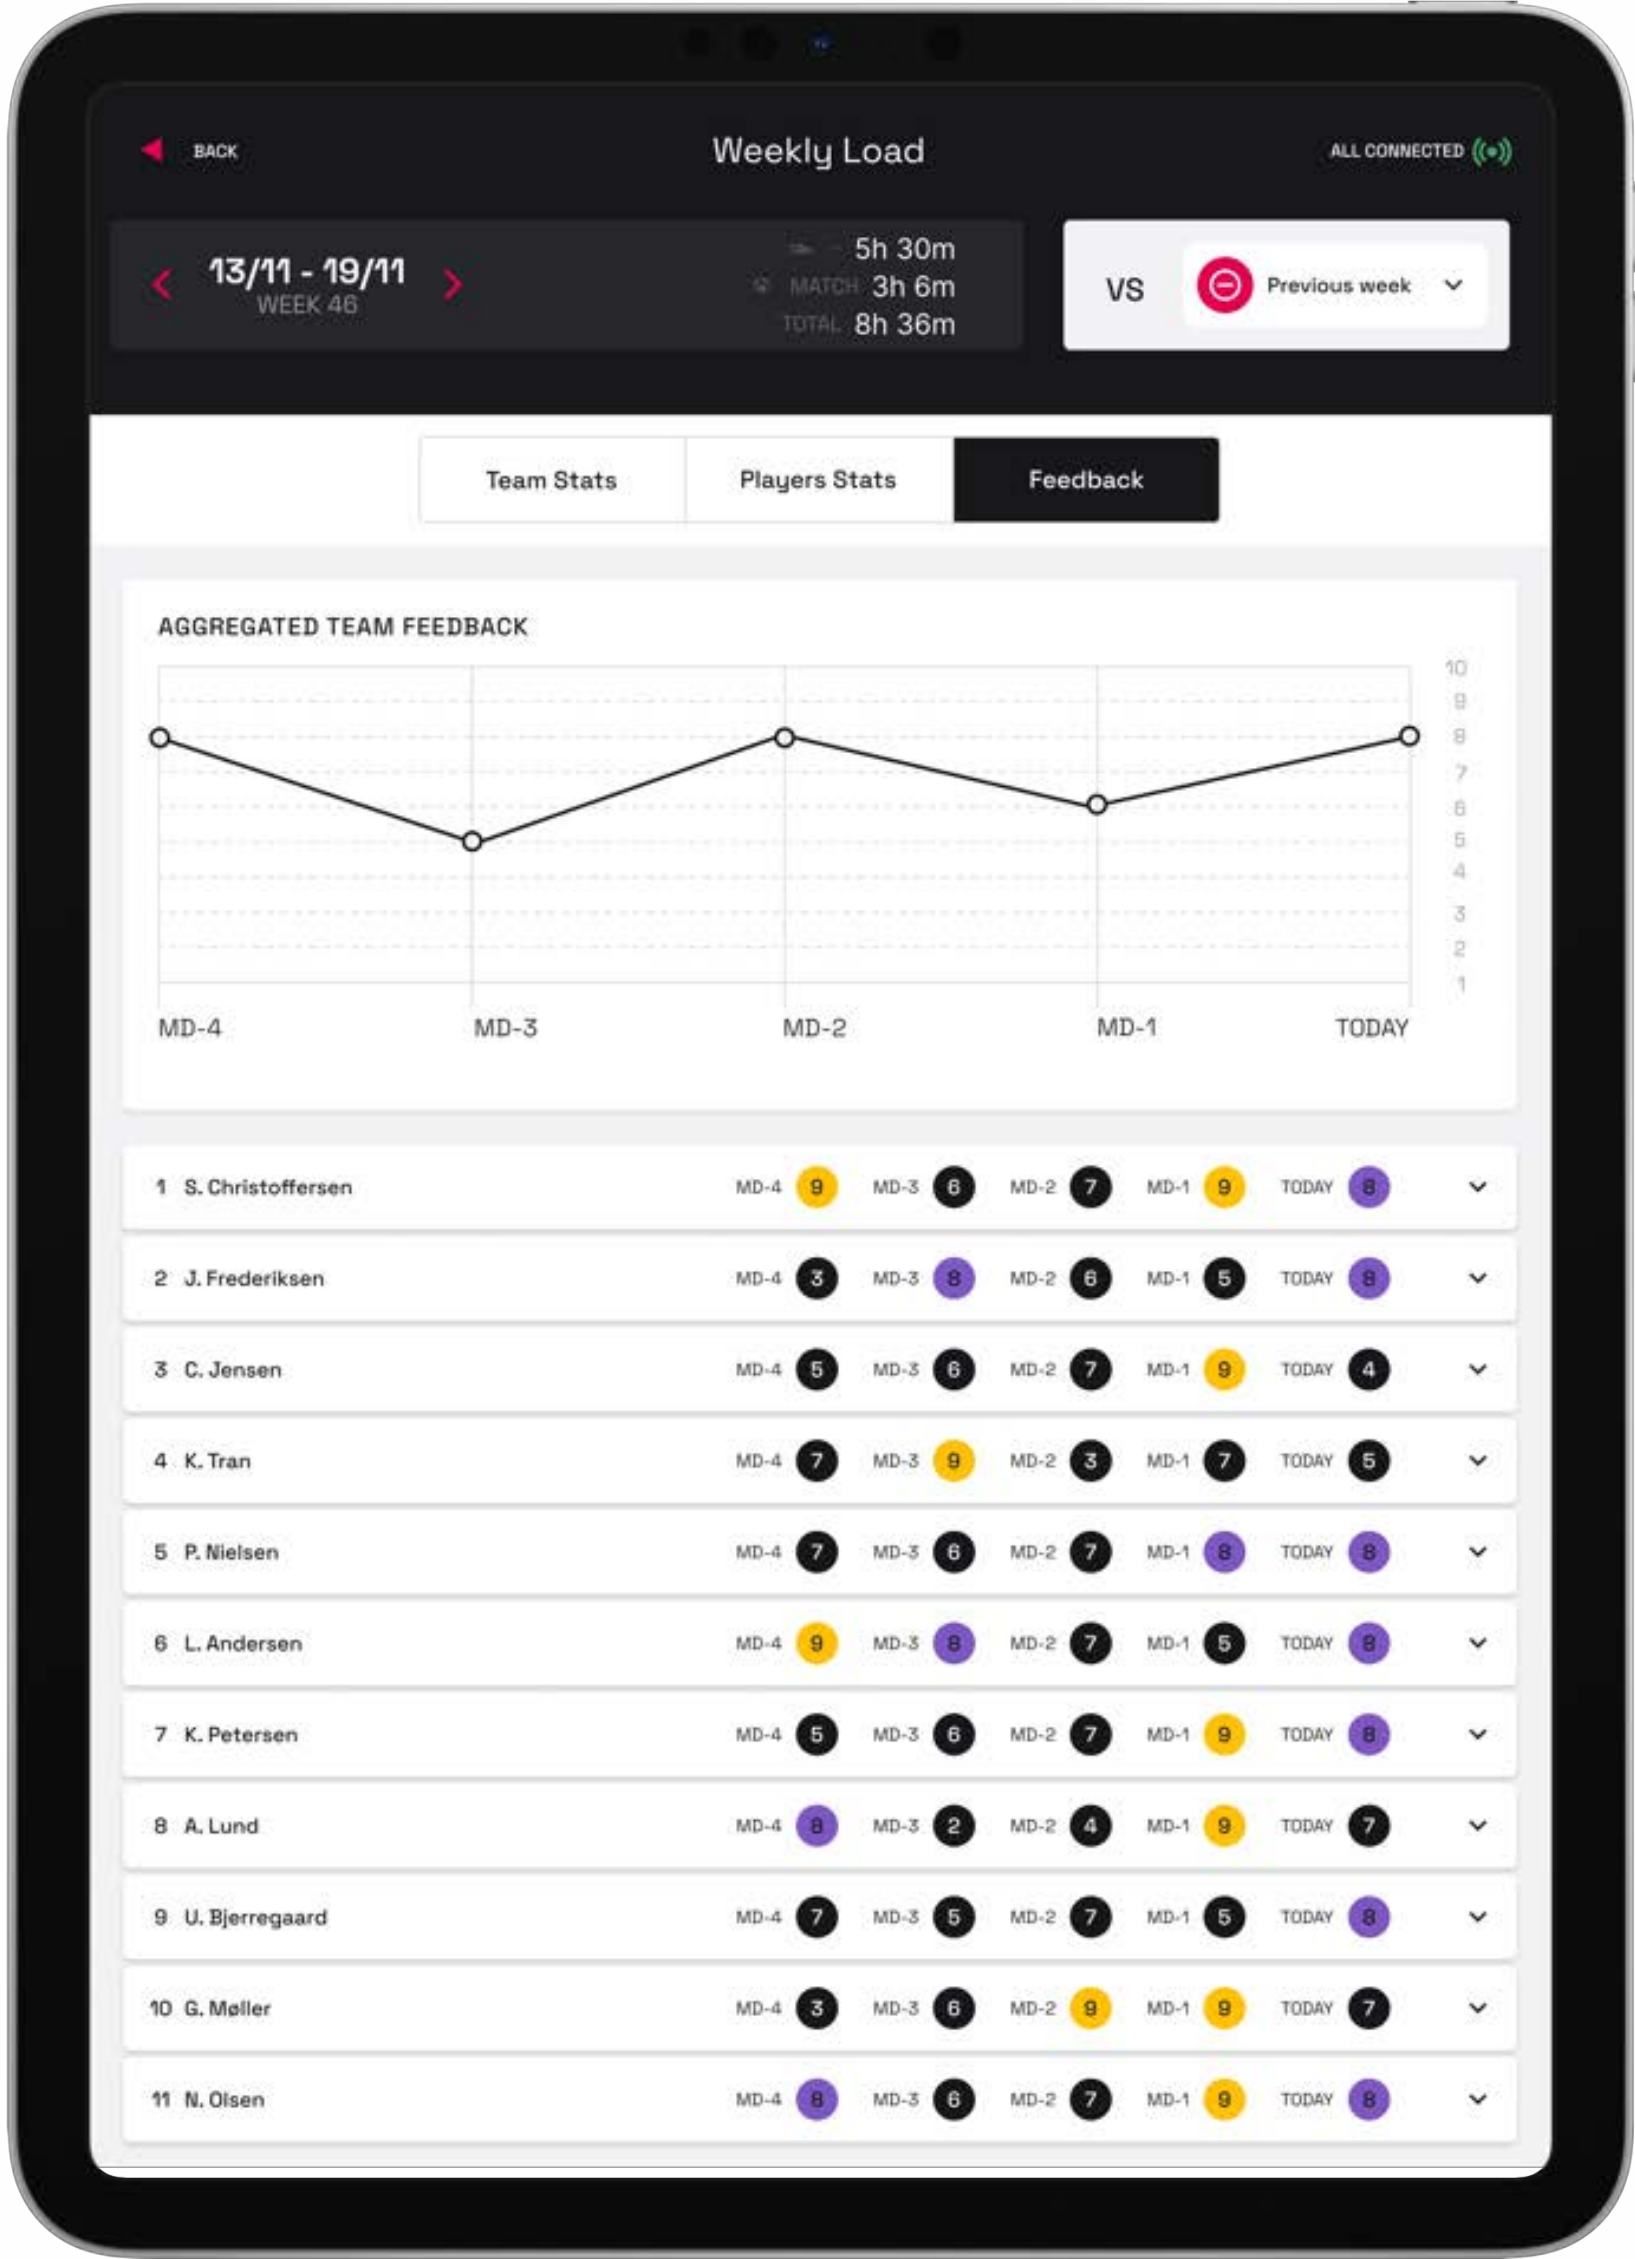 BACK
Weekly Load
ALL CONNECTED
13/11 - 19/11
WEEK 46
5h 30m
MATCH 3h 6m
TOTAL 8h 36m
VS
Previous week
Team Stats
Players Stats
Feedback
AGGREGATED TEAM FEEDBACK
10
9
8
7
6
5
4
3
2
1
MD-4 MD-3 MD-2 MD-1 TODAY
1 S. Christoffersen MD-4 9 MD-3 6 MD-2 7 MD-1 9 TODAY 8
2 J. Frederiksen MD-4 3 MD-3 8 MD-2 6 MD-1 5 TODAY 8
3 C. Jensen MD-4 5 MD-3 6 MD-2 7 MD-1 9 TODAY 4
4 K. Tran MD-4 7 MD-3 9 MD-2 3 MD-1 7 TODAY 5
5 P. Nielsen MD-4 7 MD-3 6 MD-2 7 MD-1 8 TODAY 8
6 L. Andersen MD-4 9 MD-3 8 MD-2 7 MD-1 5 TODAY 8
7 K. Petersen MD-4 5 MD-3 6 MD-2 7 MD-1 9 TODAY 8
8 A. Lund MD-4 8 MD-3 2 MD-2 4 MD-1 9 TODAY 7
9 U. Bjerregaard MD-4 7 MD-3 5 MD-2 7 MD-1 5 TODAY 8
10 G. Møller MD-4 3 MD-3 6 MD-2 9 MD-1 9 TODAY 7
11 N. Olsen MD-4 8 MD-3 6 MD-2 7 MD-1 9 TODAY 8